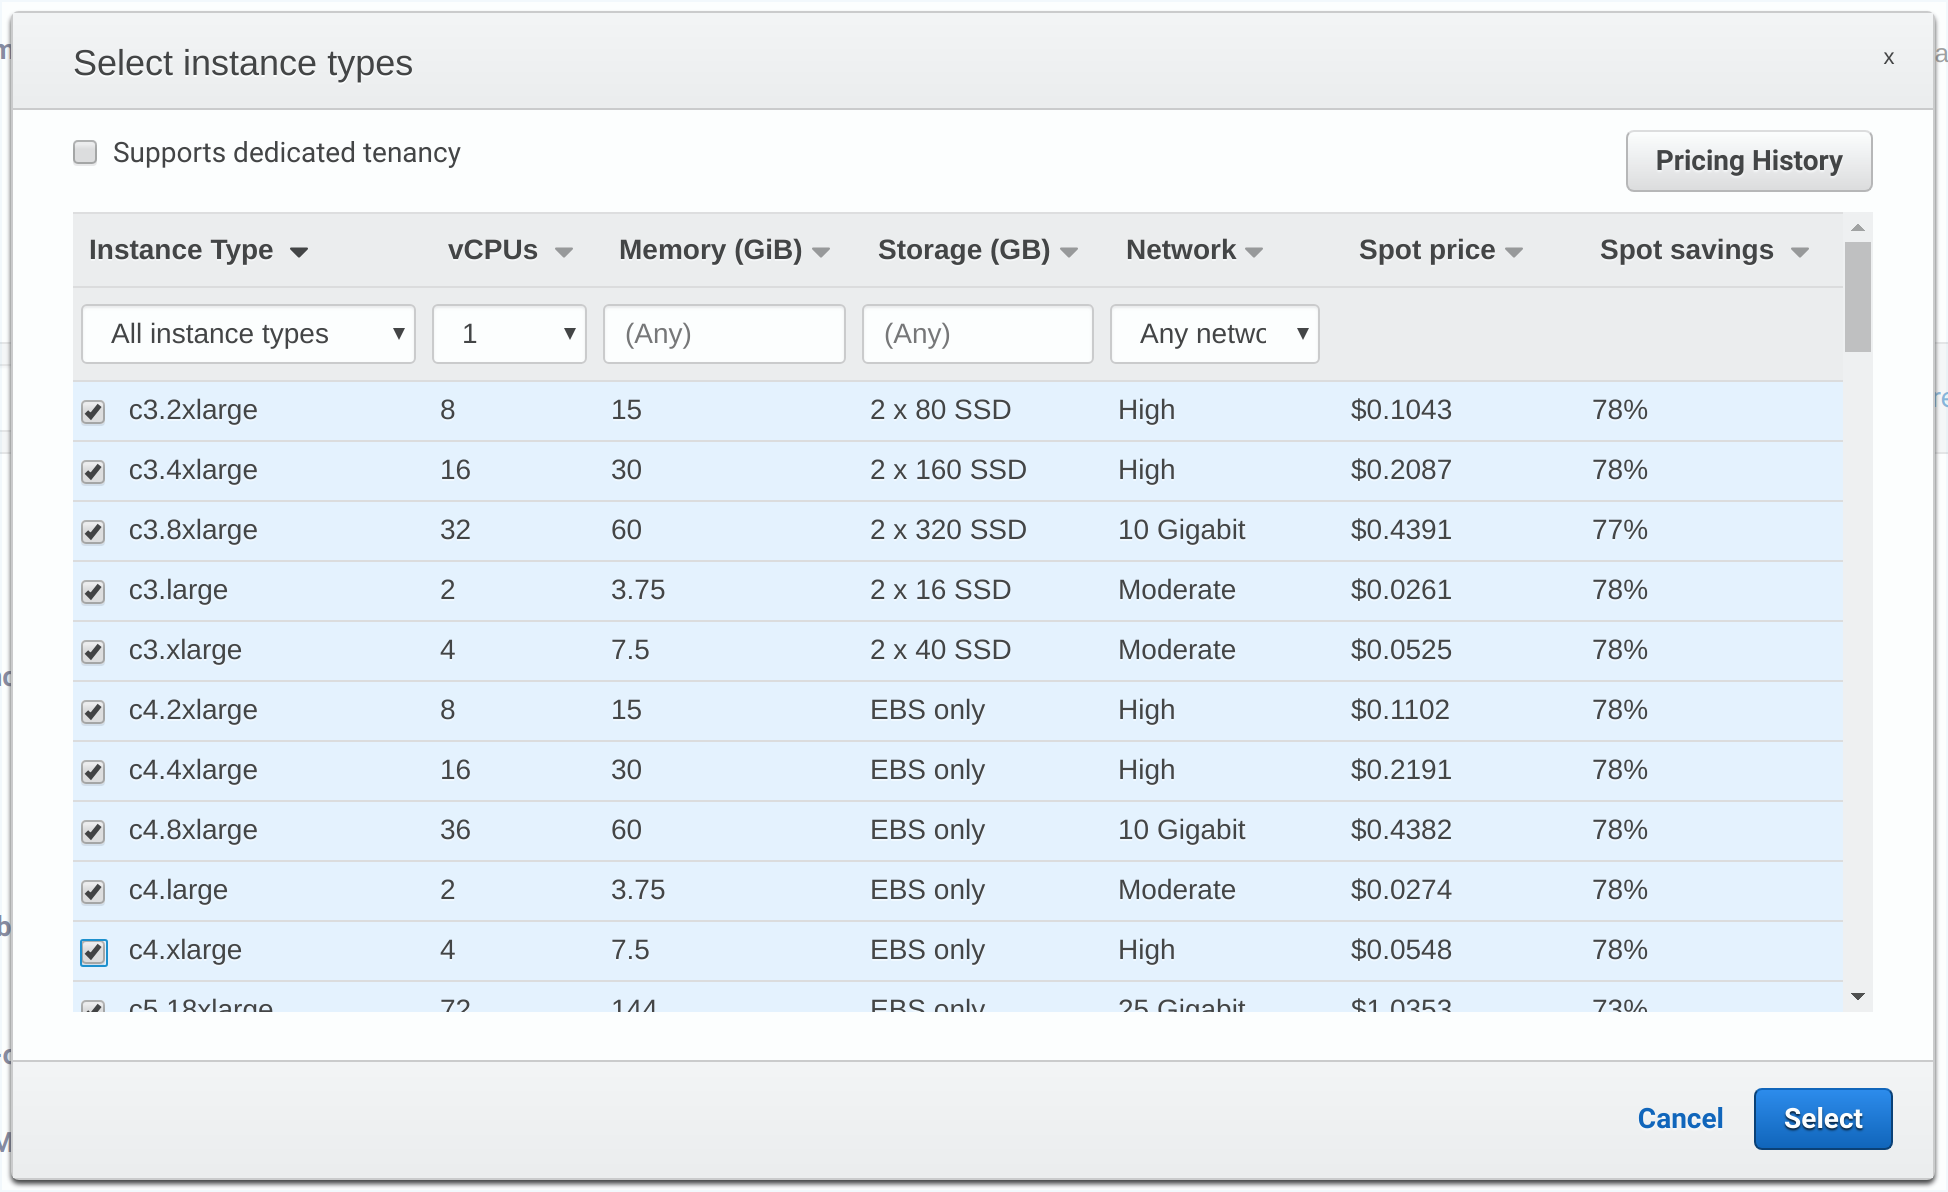 Select instance types
x
Supports dedicated tenancy
Pricing History
Instance Type vCPUs Memory (GiB) Storage (GB) Network Spot price Spot savings
All instance types 1 (Any) (Any) Any netwo
c3.2xlarge 8 15 2 x 80 SSD High $0.1043 78%
c3.4xlarge 16 30 2 x 160 SSD High $0.2087 78%
c3.8xlarge 32 60 2 x 320 SSD 10 Gigabit $0.4391 77%
c3.large 2 3.75 2 x 16 SSD Moderate $0.0261 78%
c3.xlarge 4 7.5 2 x 40 SSD Moderate $0.0525 78%
c4.2xlarge 8 15 EBS only High $0.1102 78%
c4.4xlarge 16 30 EBS only High $0.2191 78%
c4.8xlarge 36 60 EBS only 10 Gigabit $0.4382 78%
c4.large 2 3.75 EBS only Moderate $0.0274 78%
c4.xlarge 4 7.5 EBS only High $0.0548 78%
c5.18xlarge 72 144 EBS only 25 Gigabit $1.0353 73%
Cancel Select